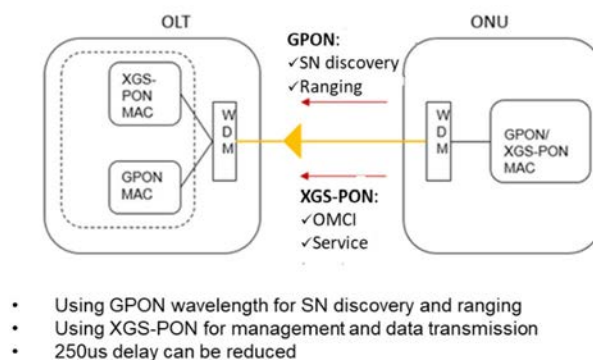 OLT
ONU
XGS-
PON
MAC
GPON
MAC
W
D
M
GPON:
✓SN discovery
✓Ranging
XGS-PON:
✓OMCI
✓Service
W
D
M
GPON/
XGS-PON
MAC
• Using GPON wavelength for SN discovery and ranging
• Using XGS-PON for management and data transmission
• 250us delay can be reduced